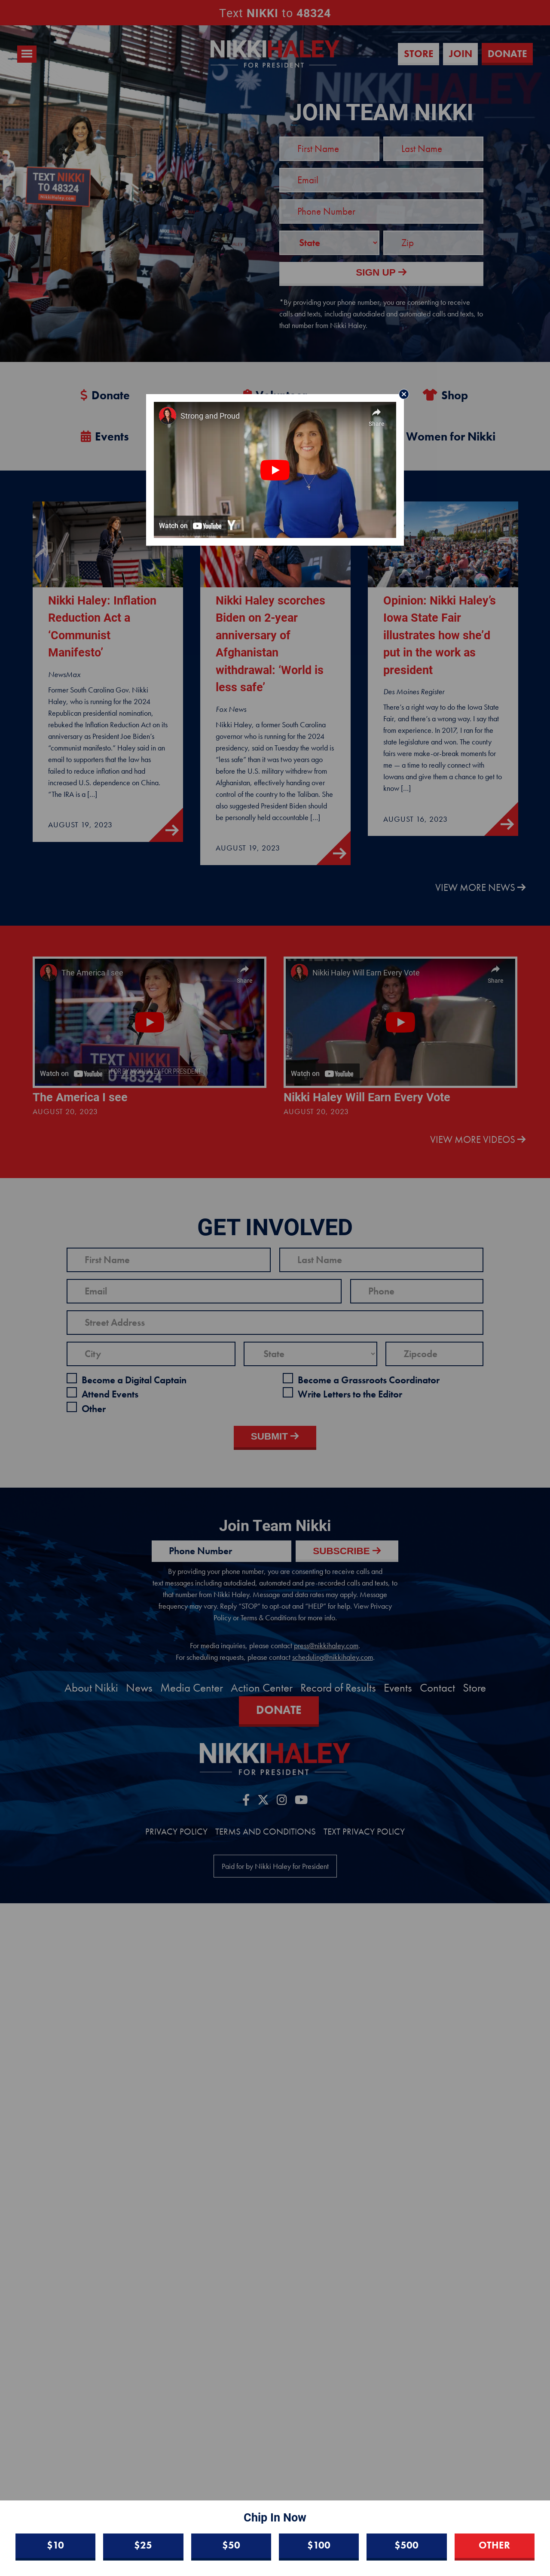 Text NIKKI to 48324
NIKKIHALEY
FOR PRESIDENT
STORE JOIN DONATE
NIKKIHALEY
JOIN TEAM NIKKI
First Name Last Name
Email
Phone Number
State Zip
SIGN UP
*By providing your phone number, you are consenting to receive
calls and texts, including autodialed and automated calls and texts, to
that number from Nikki Haley.
TEXT NIKKI
TO 48324
Donate
Volunteer
Shop
Events
Women for Nikki
Strong and Proud
Share
Watch on YouTube
Nikki Haley: Inflation
Reduction Act a
‘Communist
Manifesto’
NewsMax
Former South Carolina Gov. Nikki
Haley, who is running for the 2024
Republican presidential nomination,
rebuked the Inflation Reduction Act on its
anniversary as President Joe Biden’s
“communist manifesto.” Haley said in an
email to supporters that the law has
failed to reduce inflation and had
increased U.S. dependence on China.
“The IRA is a [...]
AUGUST 19, 2023
Nikki Haley scorches
Biden on 2-year
anniversary of
Afghanistan
withdrawal: ‘World is
less safe’
Fox News
Nikki Haley, a former South Carolina
governor who is running for the 2024
presidency, said on Tuesday the world is
“less safe” than it was two years ago
before the U.S. military withdrew from
Afghanistan, effectively handing over
control of the country to the Taliban. She
also suggested President Biden should
be personally held accountable [...]
AUGUST 19, 2023
Opinion: Nikki Haley’s
Iowa State Fair
illustrates how she’d
put in the work as
president
Des Moines Register
There’s a right way to do the Iowa State
Fair, and there’s a wrong way. I say that
from experience. In 2017, I ran for the
state legislature and won. The county
fairs were make-or-break moments for
me — a time to really connect with
Iowans and give them a chance to get to
know [...]
AUGUST 16, 2023
VIEW MORE NEWS
The America I see
Share
TEXT NIKKI
O 48324
Watch on YouTube
The America I see
AUGUST 20, 2023
Nikki Haley Will Earn Every Vote
Share
Watch on YouTube
Nikki Haley Will Earn Every Vote
AUGUST 20, 2023
VIEW MORE VIDEOS
GET INVOLVED
First Name Last Name
Email Phone
Street Address
City State Zipcode
Become a Digital Captain Become a Grassroots Coordinator
Attend Events Write Letters to the Editor
Other
SUBMIT
Join Team Nikki
Phone Number SUBSCRIBE
By providing your phone number, you are consenting to receive calls and
text messages including autodialed, automated and pre-recorded calls and texts, to
that number from Nikki Haley. Message and data rates may apply. Message
frequency may vary. Reply “STOP” to opt-out and “HELP” for help. View Privacy
Policy or Terms & Conditions for more info.
For media inquiries, please contact press@nikkihaley.com.
For scheduling requests, please contact scheduling@nikkihaley.com.
About Nikki News Media Center Action Center Record of Results Events Contact Store
DONATE
NIKKIHALEY
FOR PRESIDENT
PRIVACY POLICY TERMS AND CONDITIONS TEXT PRIVACY POLICY
Paid for by Nikki Haley for President
Chip In Now
$10 $25 $50 $100 $500 OTHER